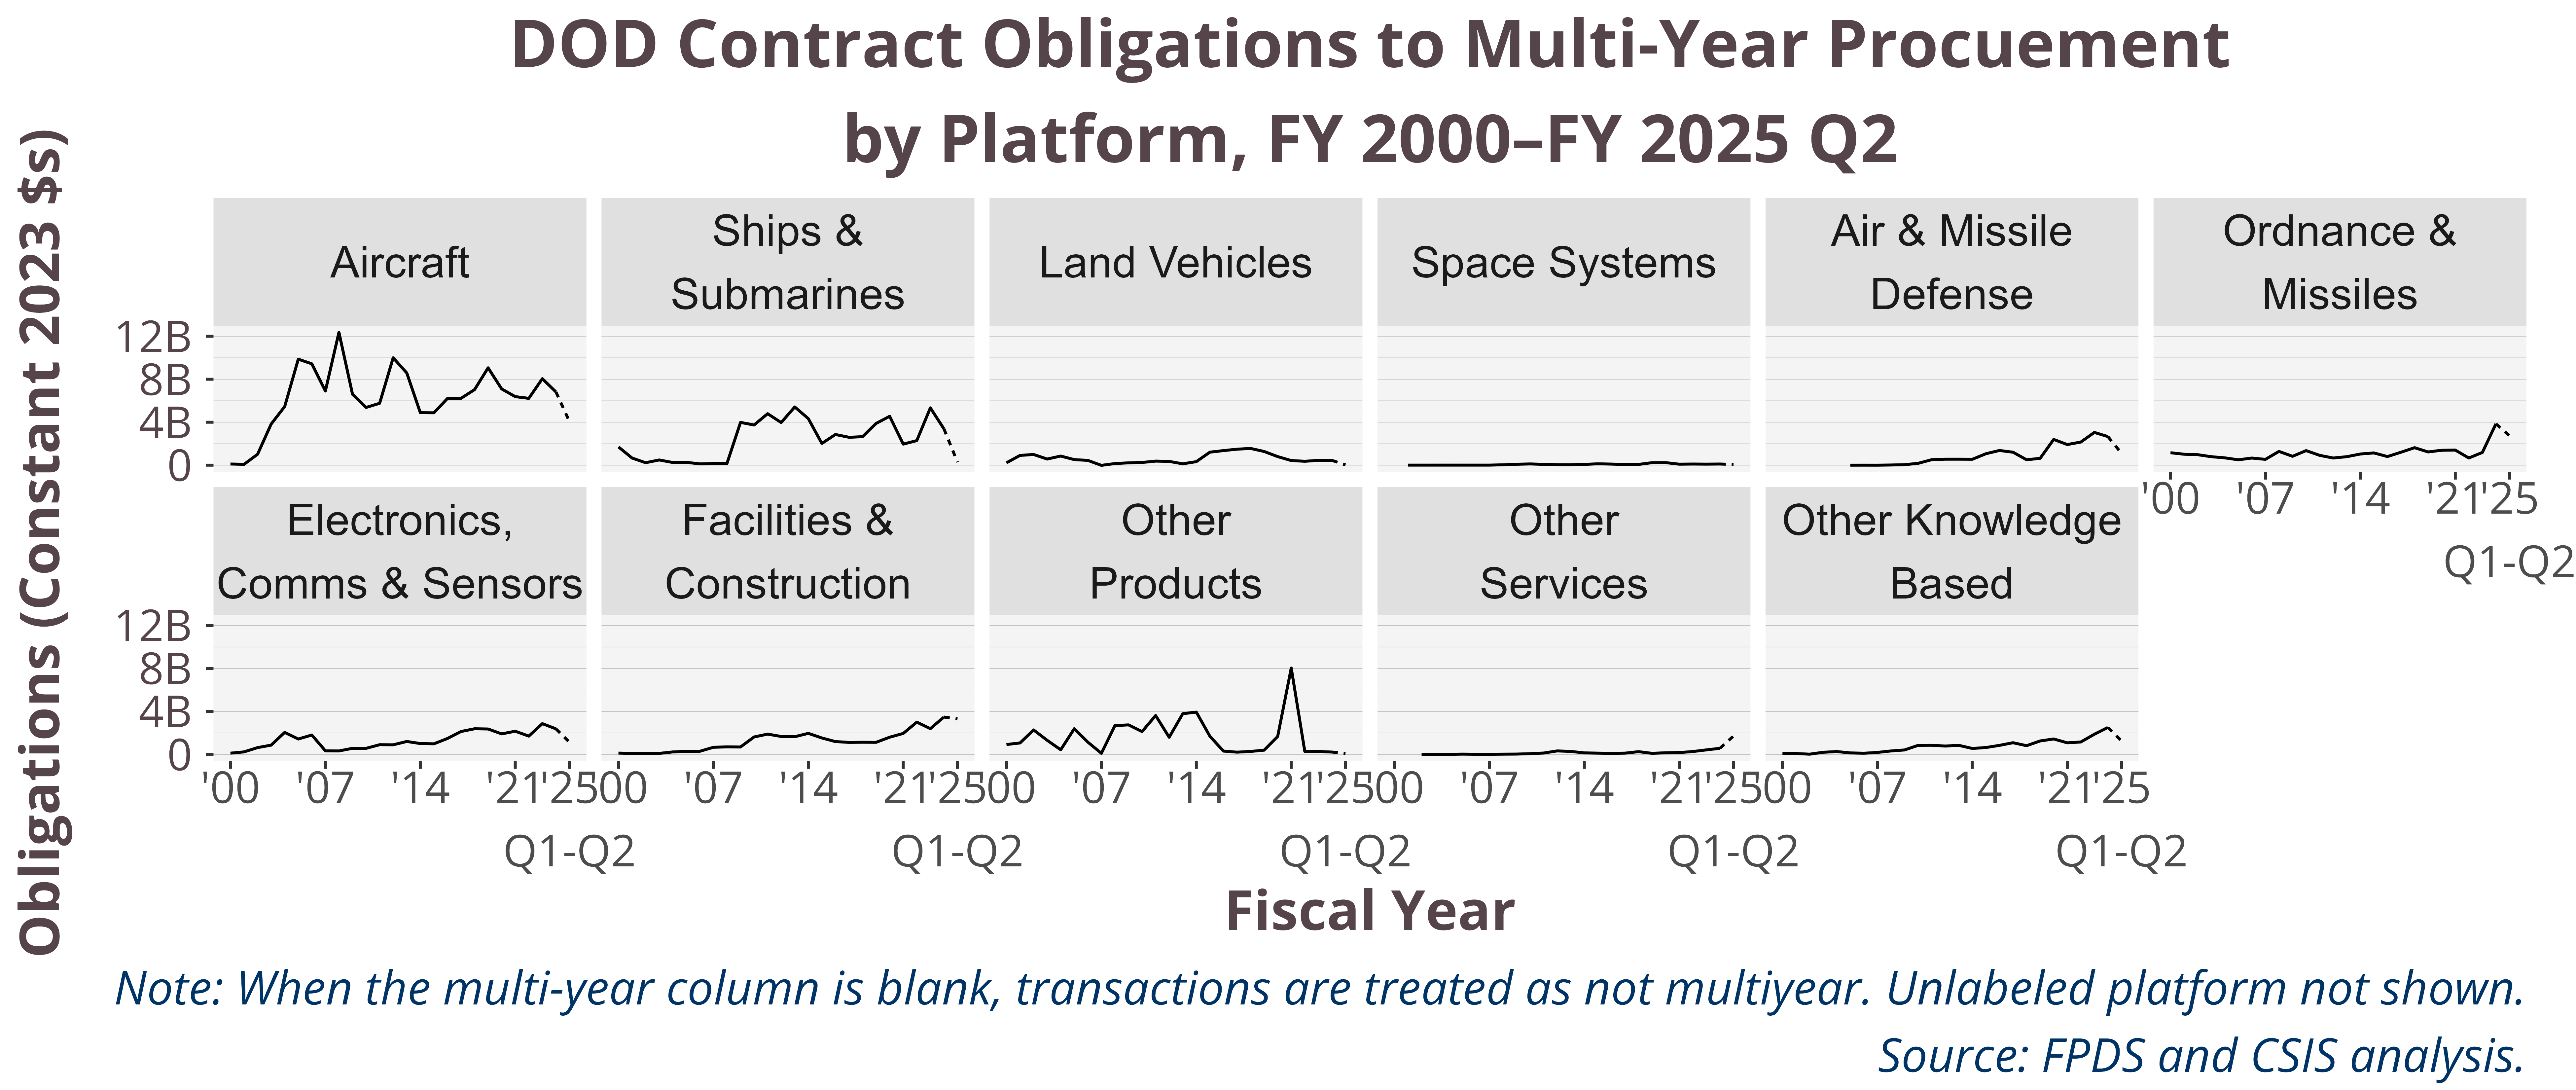 DOD Contract Obligations to Multi-Year Procuement
by Platform, FY 2000–FY 2025 Q2
Obligations (Constant 2023 $s)
Aircraft
Ships &
Submarines
Land Vehicles
Space Systems
Air & Missile
Defense
Ordnance &
Missiles
12B
8B
4B
0
'00 '07 '14 '21 '25
Q1-Q2
Electronics,
Comms & Sensors
Facilities &
Construction
Other
Products
Other
Services
Other Knowledge
Based
12B
8B
4B
0
'00 '07 '14 '21 '25
Q1-Q2
'00 '07 '14 '21 '25
Q1-Q2
'00 '07 '14 '21 '25
Q1-Q2
'00 '07 '14 '21 '25
Q1-Q2
'00 '07 '14 '21 '25
Q1-Q2
Fiscal Year
Note: When the multi-year column is blank, transactions are treated as not multiyear. Unlabeled platform not shown.
Source: FPDS and CSIS analysis.